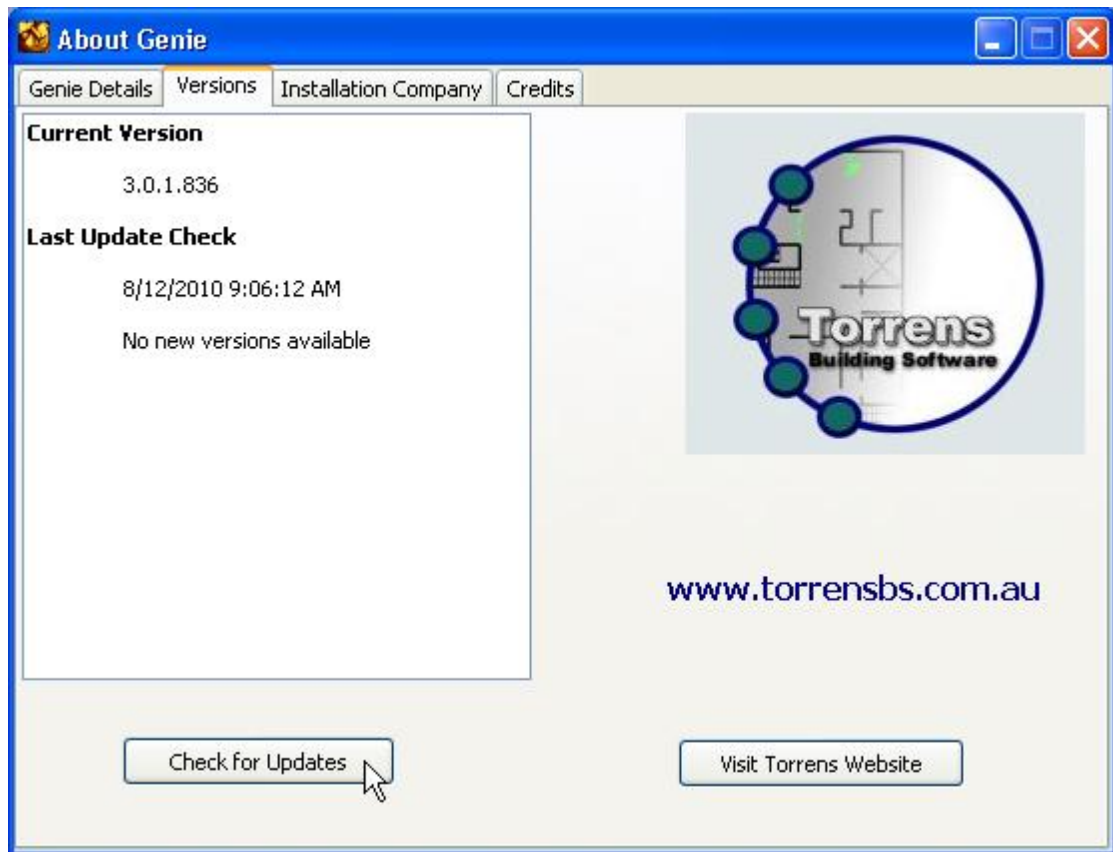 About Genie
Genie Details Versions Installation Company Credits
Current Version
3.0.1.836
Last Update Check
8/12/2010 9:06:12 AM
No new versions available
Torrens
Building Software
www.torrensbs.com.au
Check for Updates
Visit Torrens Website